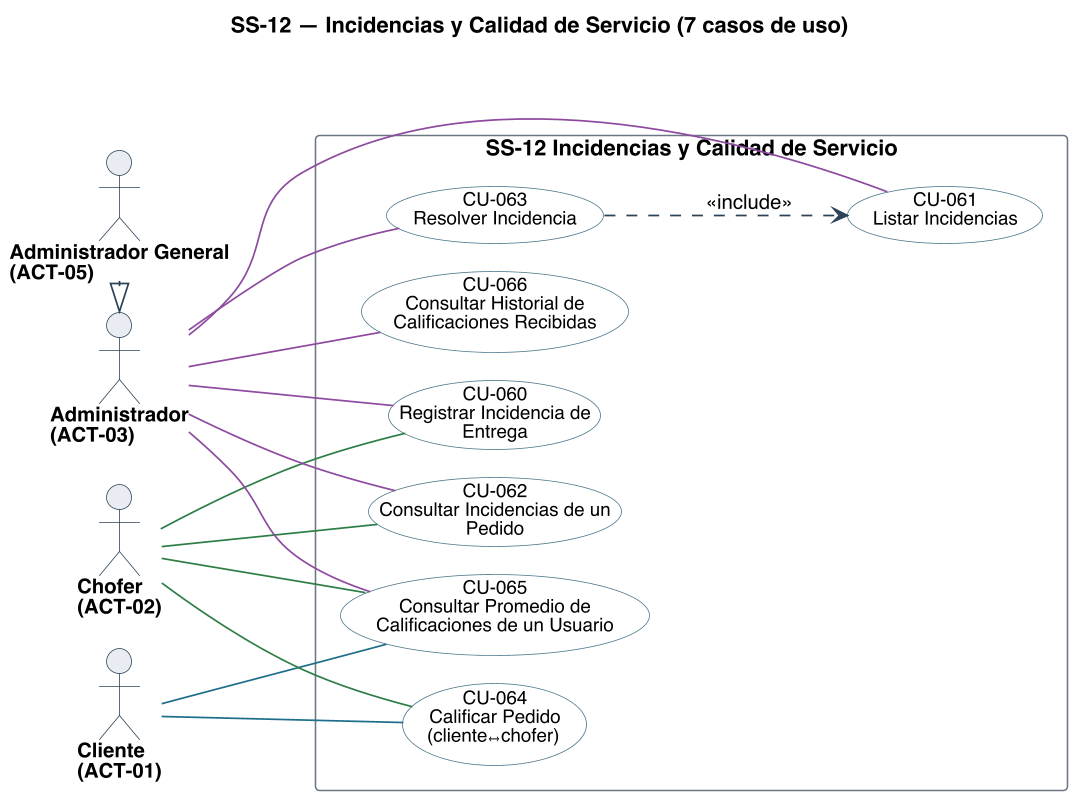 SS-12 — Incidencias y Calidad de Servicio (7 casos de uso)
SS-12 Incidencias y Calidad de Servicio
CU-063
Resolver Incidencia
«include»
CU-061
Listar Incidencias
Administrador General
(ACT-05)
CU-066
Consultar Historial de
Calificaciones Recibidas
Administrador
(ACT-03)
CU-060
Registrar Incidencia de
Entrega
CU-062
Consultar Incidencias de un
Pedido
Chofer
(ACT-02)
CU-065
Consultar Promedio de
Calificaciones de un Usuario
CU-064
Calificar Pedido
(cliente↔chofer)
Cliente
(ACT-01)